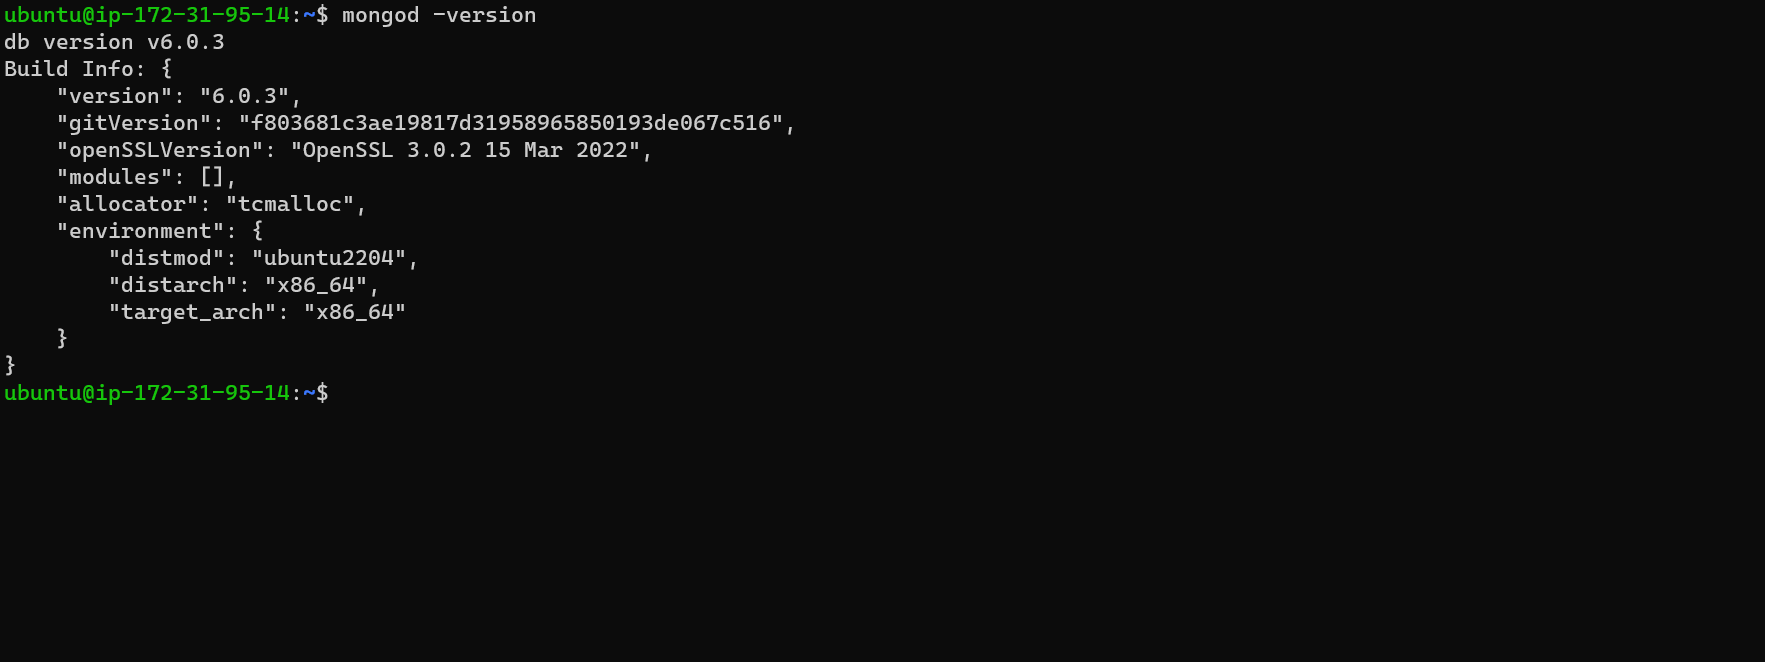 ubuntu@ip-172-31-95-14:~$ mongod -version
db version v6.0.3
Build Info: {
    "version": "6.0.3",
    "gitVersion": "f803681c3ae19817d31958965850193de067c516",
    "openSSLVersion": "OpenSSL 3.0.2 15 Mar 2022",
    "modules": [],
    "allocator": "tcmalloc",
    "environment": {
        "distmod": "ubuntu2204",
        "distarch": "x86_64",
        "target_arch": "x86_64"
    }
}
ubuntu@ip-172-31-95-14:~$